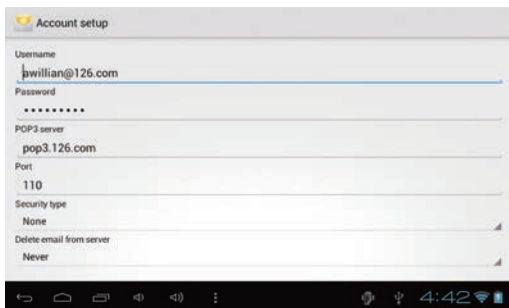 Account setup
Username
awillian@126.com
Password
•••••••••
POP3 server
pop3.126.com
Port
110
Security type
None
Delete email from server
Never
4:42